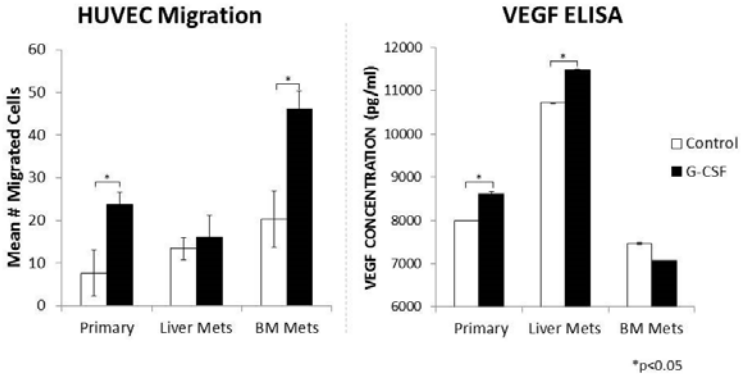 HUVEC Migration
Mean # Migrated Cells
60
50
40
30
20
10
0
*
*
Primary
Liver Mets
BM Mets
VEGF ELISA
VEGF CONCENTRATION (pg/ml)
12000
11000
10000
9000
8000
7000
6000
*
*
Primary
Liver Mets
BM Mets
Control
G-CSF
*p<0.05